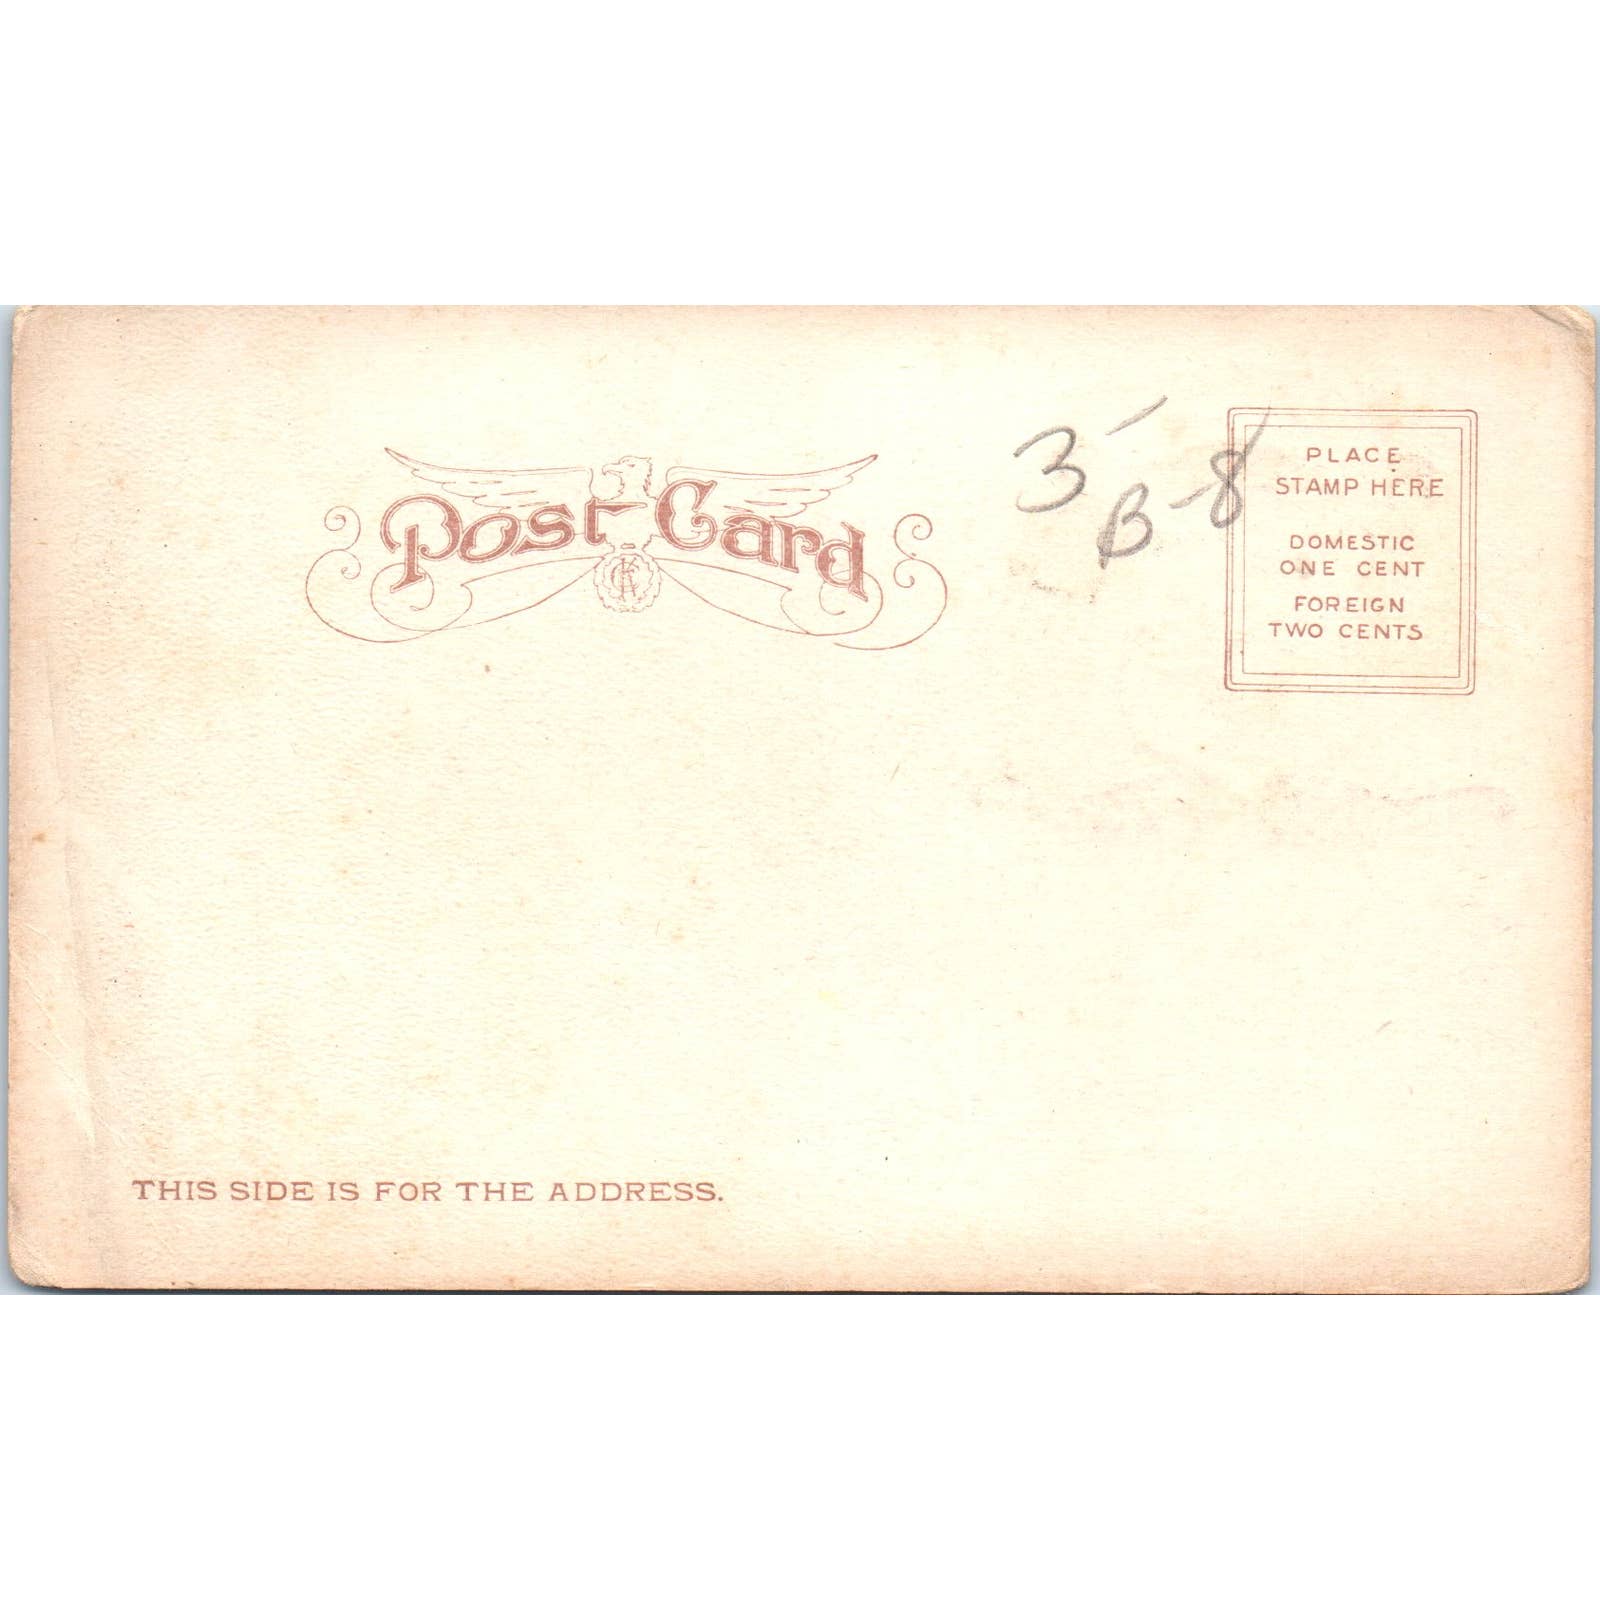 Post Card
3-
B-8
PLACE
STAMP HERE
DOMESTIC
ONE CENT
FOREIGN
TWO CENTS
THIS SIDE IS FOR THE ADDRESS.